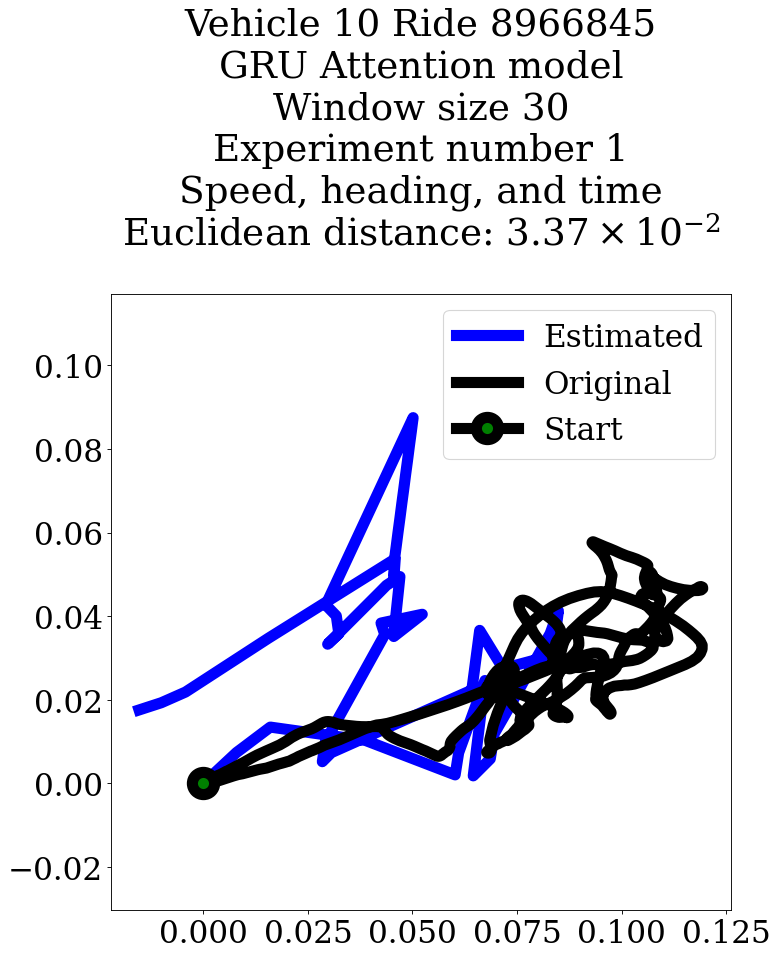 Vehicle 10 Ride 8966845
GRU Attention model
Window size 30
Experiment number 1
Speed, heading, and time
Euclidean distance: 3.37 × 10⁻²
Estimated
Original
Start
0.10
0.08
0.06
0.04
0.02
0.00
−0.02
0.000 0.025 0.050 0.075 0.100 0.125